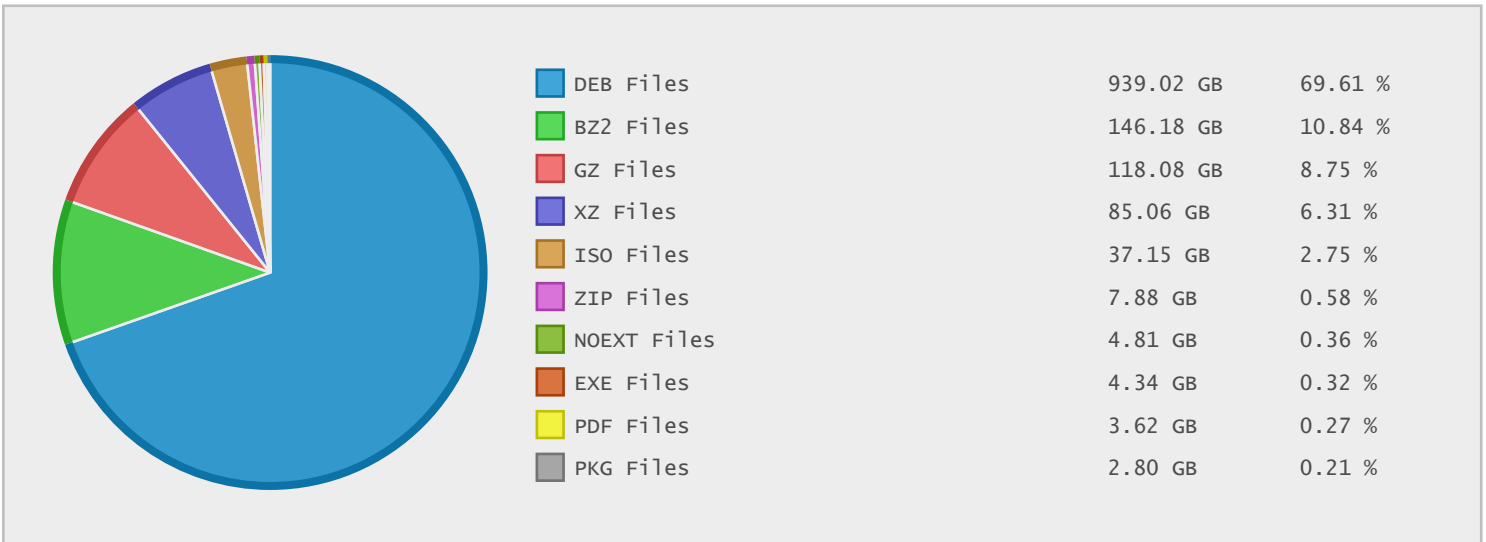 DEB Files 939.02 GB 69.61 %
BZ2 Files 146.18 GB 10.84 %
GZ Files 118.08 GB 8.75 %
XZ Files 85.06 GB 6.31 %
ISO Files 37.15 GB 2.75 %
ZIP Files 7.88 GB 0.58 %
NOEXT Files 4.81 GB 0.36 %
EXE Files 4.34 GB 0.32 %
PDF Files 3.62 GB 0.27 %
PKG Files 2.80 GB 0.21 %